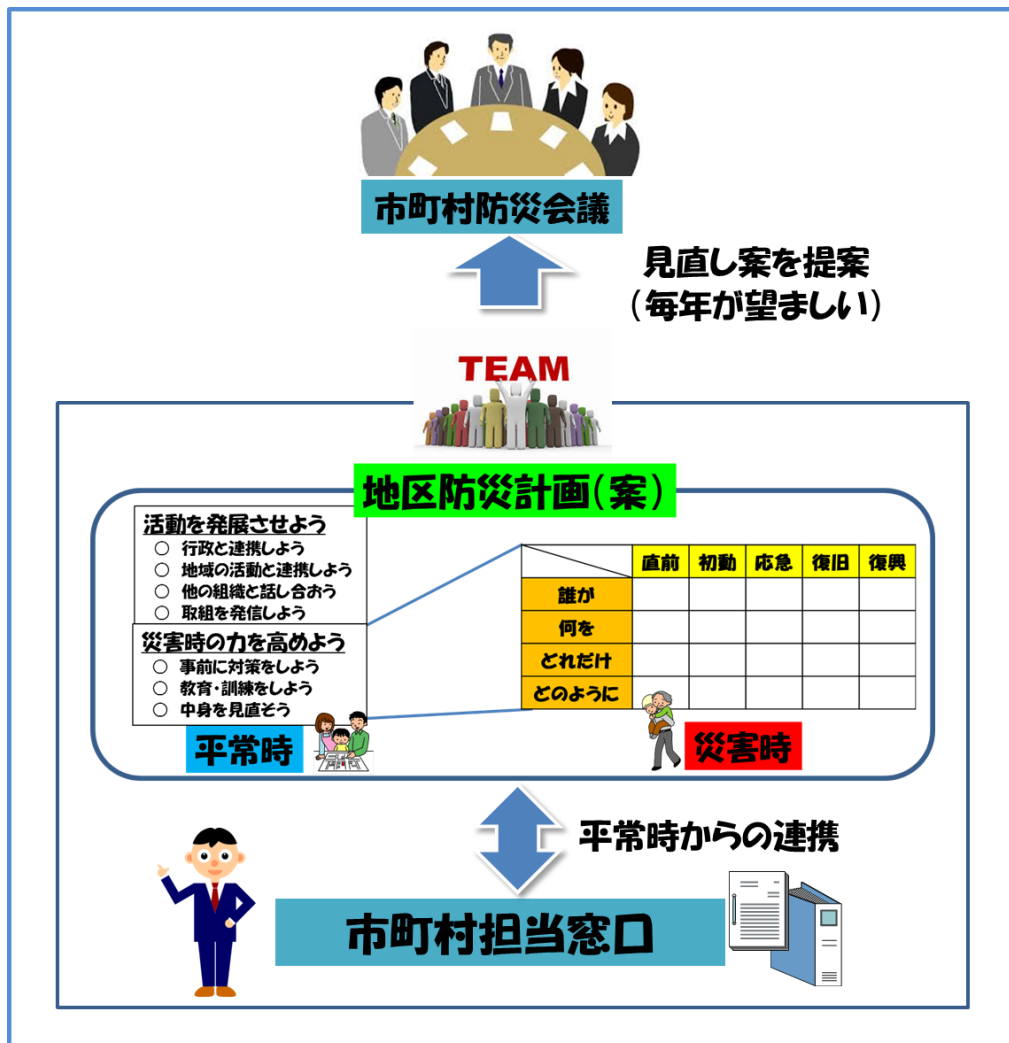 市町村防災会議
見直し案を提案
(毎年が望ましい)
TEAM
地区防災計画(案)
活動を発展させよう
○ 行政と連携しよう
○ 地域の活動と連携しよう
○ 他の組織と話し合おう
○ 取組を発信しよう
災害時の力を高めよう
○ 事前に対策をしよう
○ 教育・訓練をしよう
○ 中身を見直そう
平常時
直前 初動 応急 復旧 復興
誰が
何を
どれだけ
どのように
災害時
平常時からの連携
市町村担当窓口